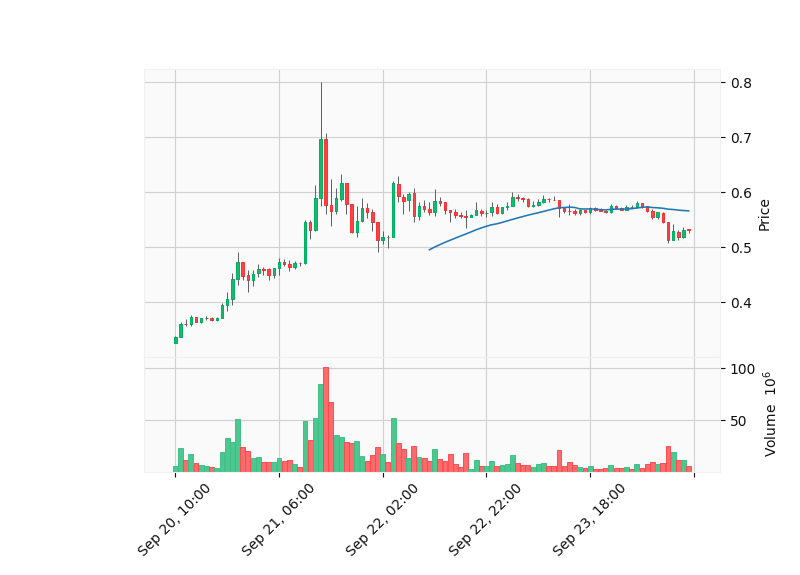 0.8
0.7
0.6
0.5
0.4
Price
100
50
Volume 10^6
Sep 20, 10:00
Sep 21, 06:00
Sep 22, 02:00
Sep 22, 22:00
Sep 23, 18:00